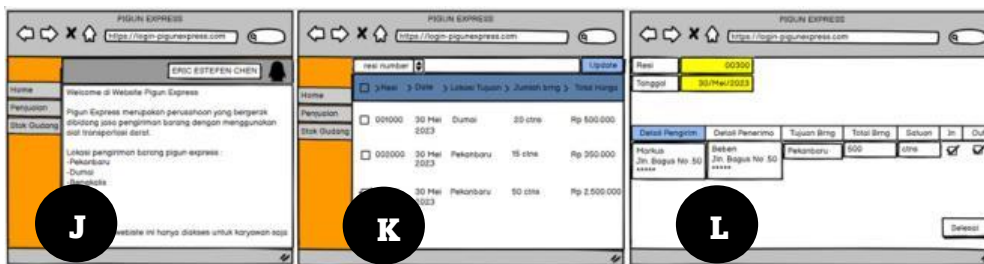 PIGUN EXPRESS
https://login-pigunexpress.com
ERIC ESTEFEN CHEN
Home
Penjualan
Stok Gudang
Welcome di Website Pigun Express
Pigun Express merupakan perusahaan yang bergerak
dibidang jasa pengiriman barang dengan menggunakan
alat transportasi darat.
Lokasi pengiriman barang pigun express :
-Pekanbaru
-Dumai
-Bengkalis
website ini hanya diakses untuk karyawan saja
J
PIGUN EXPRESS
https://login-pigunexpress.com
resi number
Update
Home
Penjualan
Stok Gudang
>Resi > Date > Lokasi Tujuan > Jumlah brng > Total Harga
001000 30 Mei 2023 Dumai 20 ctns Rp 500.000
002000 30 Mei 2023 Pekanbaru 15 ctns Rp 350.000
30 Mei 2023 Pekanbaru 50 ctns Rp 2.500.000
K
PIGUN EXPRESS
https://login-pigunexpress.com
Resi 00300
Tanggal 30/Mei/2023
Detail Pengirim Detail Penerima Tujuan Brng Total Brng Satuan In Out
Markus Beben Pekanbaru 500 ctns
Jln. Bagus No. 50 Jln. Bagus No. 50
***** *****
Selesai
L